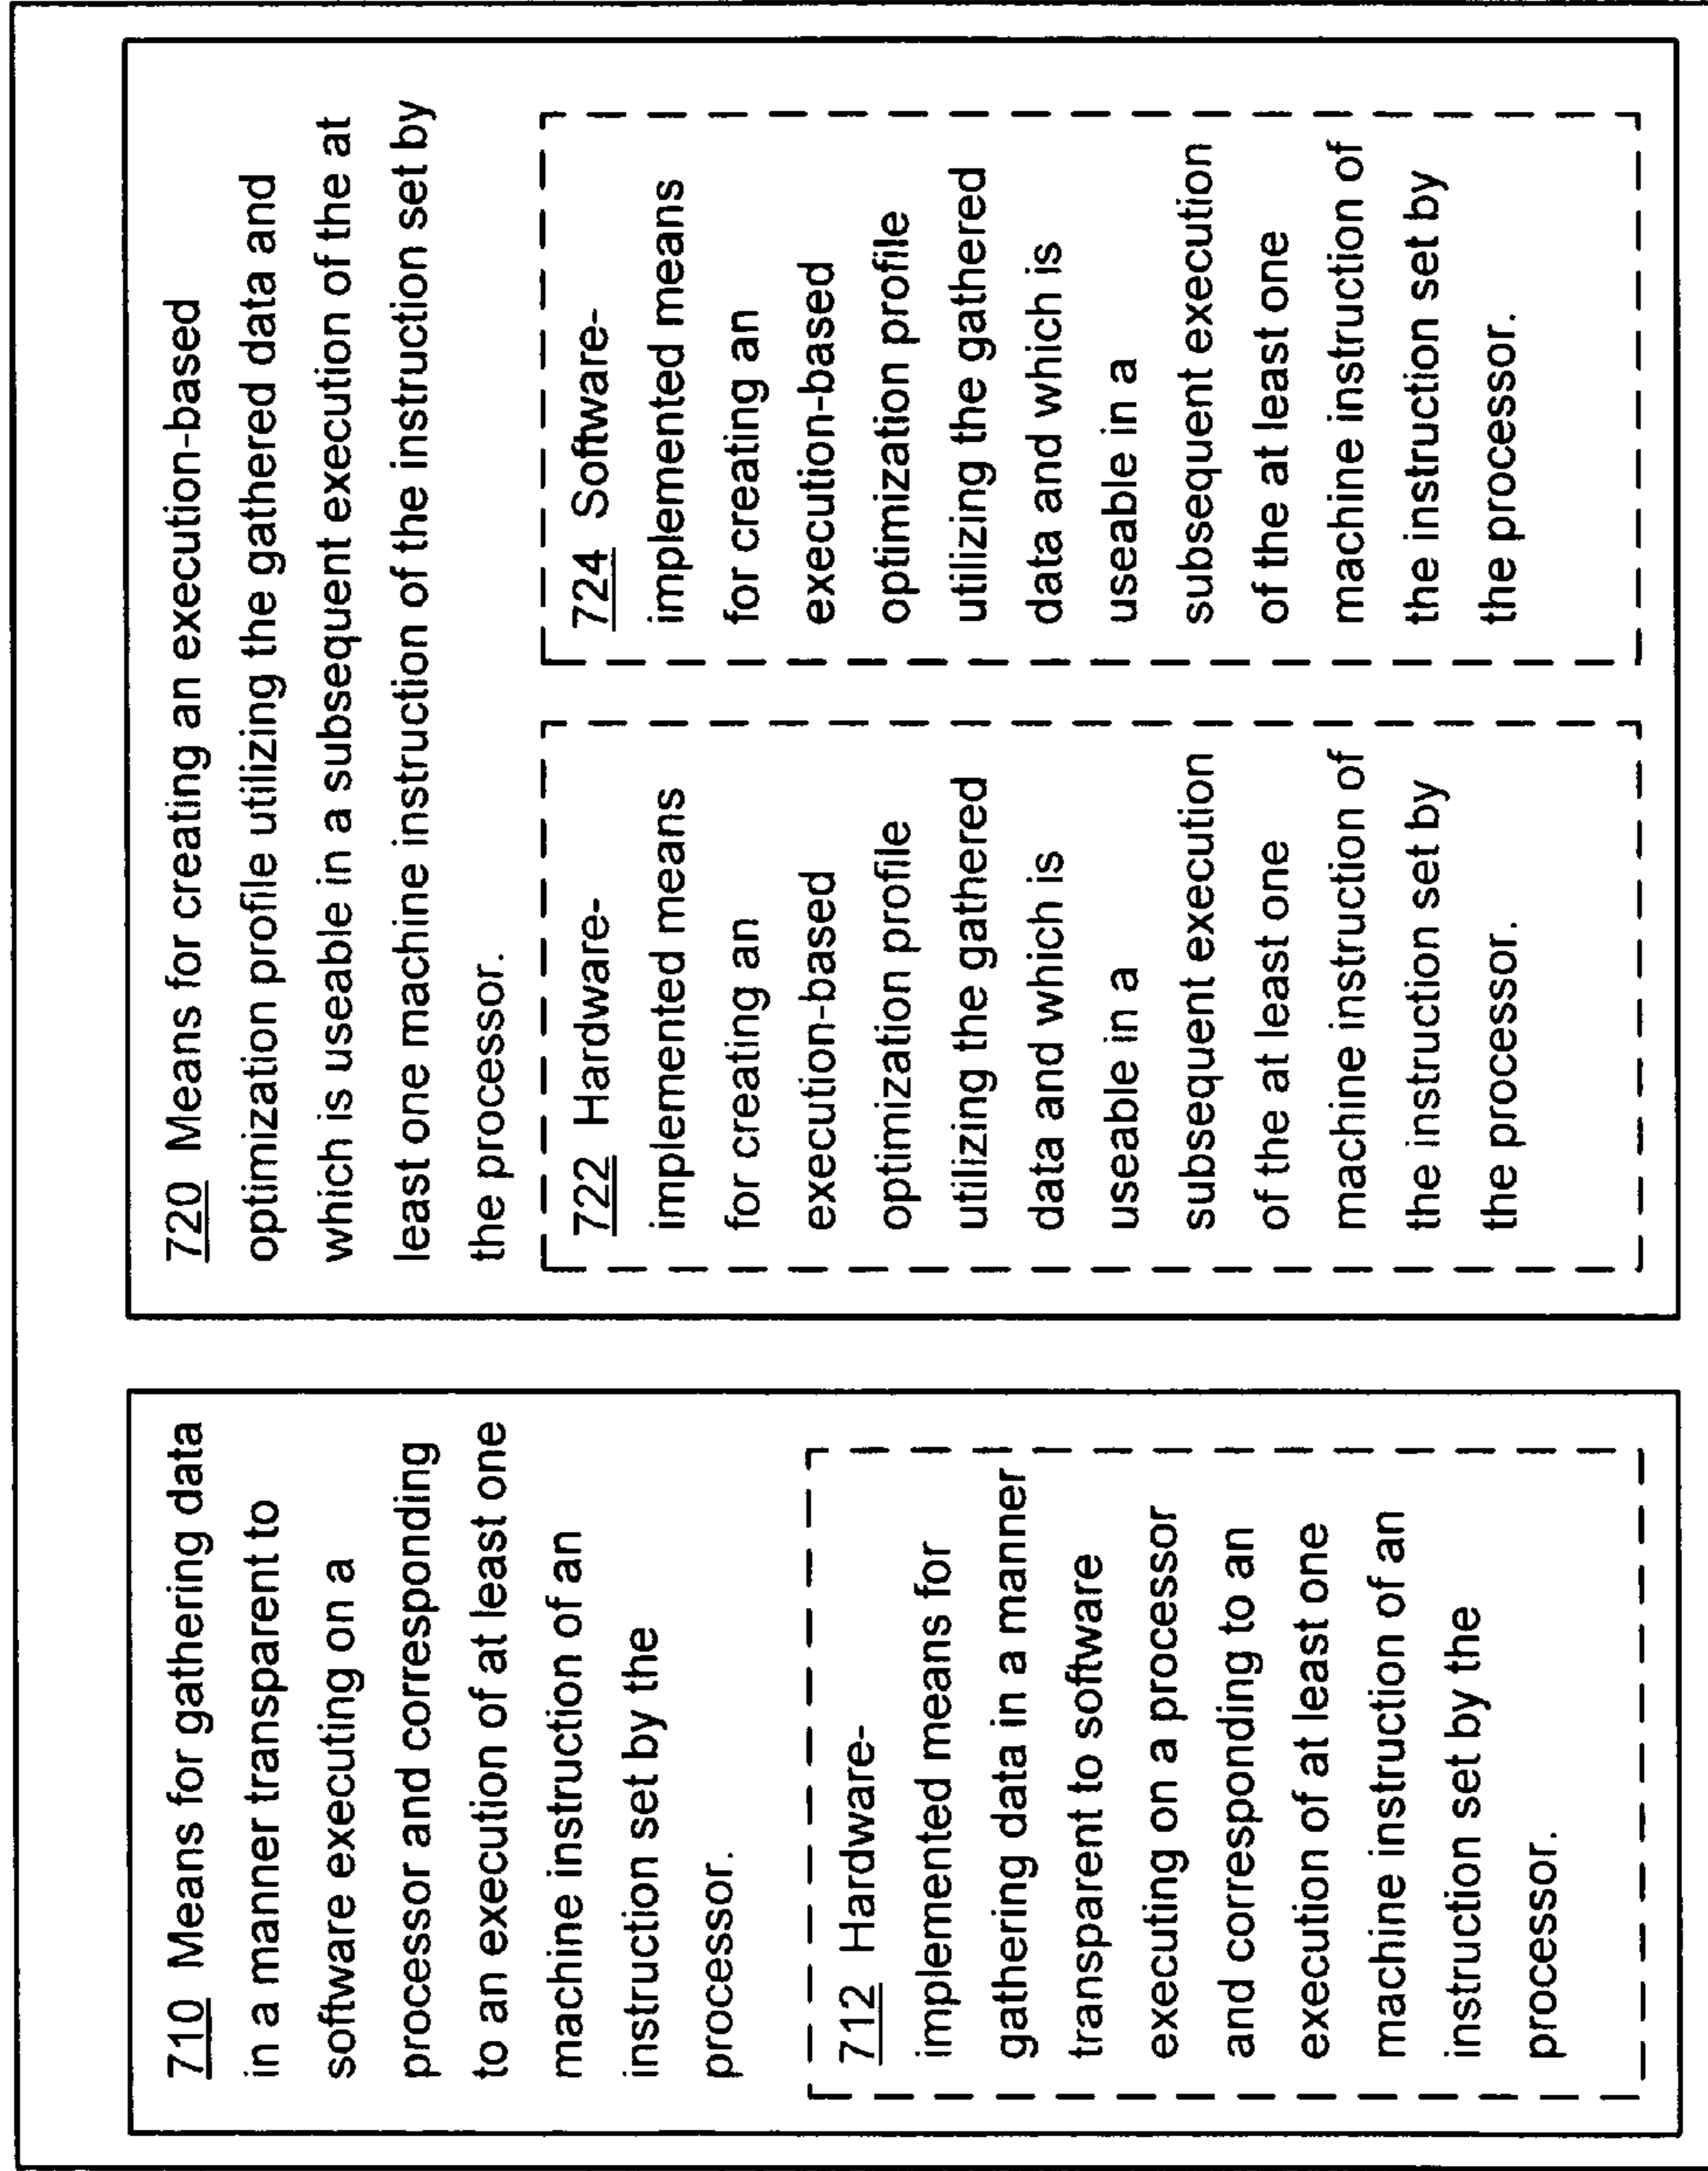 710 Means for gathering data
in a manner transparent to
software executing on a
processor and corresponding
to an execution of at least one
machine instruction of an
instruction set by the
processor.
712 Hardware-
implemented means for
gathering data in a manner
transparent to software
executing on a processor
and corresponding to an
execution of at least one
machine instruction of an
instruction set by the
processor.
720 Means for creating an execution-based
optimization profile utilizing the gathered data and
which is useable in a subsequent execution of the at
least one machine instruction of the instruction set by
the processor.
722 Hardware-
implemented means
for creating an
execution-based
optimization profile
utilizing the gathered
data and which is
useable in a
subsequent execution
of the at least one
machine instruction of
the instruction set by
the processor.
724 Software-
implemented means
for creating an
execution-based
optimization profile
utilizing the gathered
data and which is
useable in a
subsequent execution
of the at least one
machine instruction of
the instruction set by
the processor.